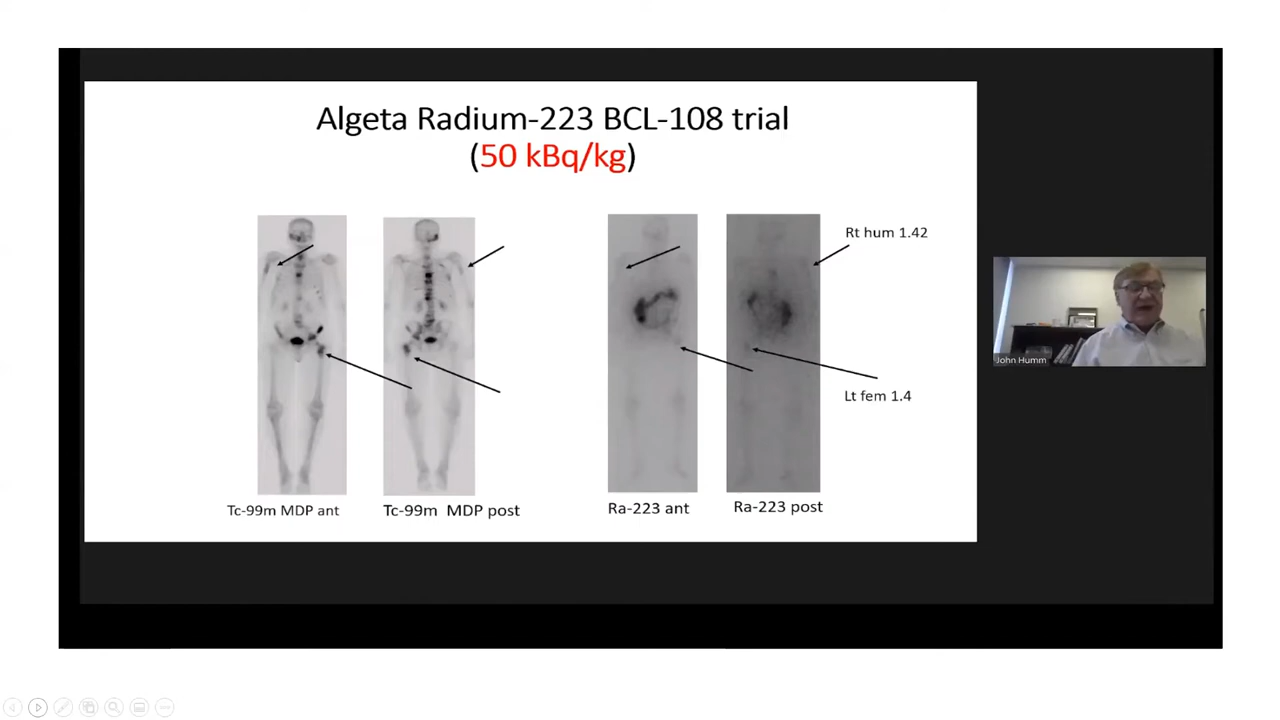 Algeta Radium-223 BCL-108 trial
(50 kBq/kg)
Rt hum 1.42
Lt fem 1.4
Tc-99m MDP ant
Tc-99m MDP post
Ra-223 ant
Ra-223 post
John Humm